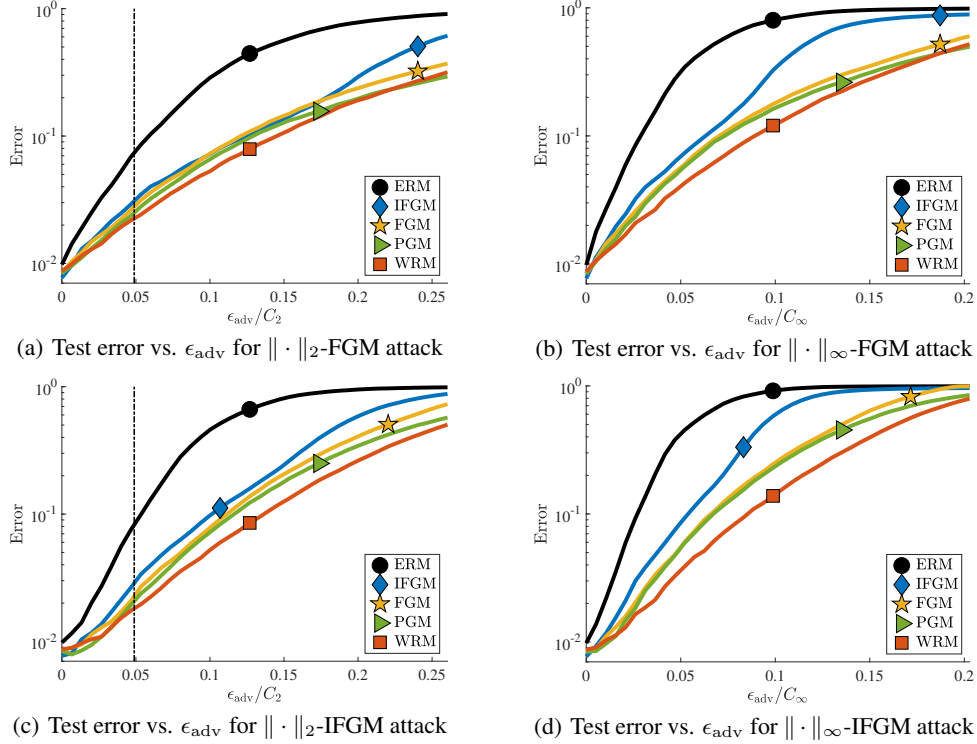 10^0
10^{-1}
10^{-2}
Error
0 0.05 0.1 0.15 0.2 0.25
ϵ_adv/C_2
ERM
IFGM
FGM
PGM
WRM
(a) Test error vs. ϵ_adv for ‖ · ‖_2-FGM attack
10^0
10^{-1}
10^{-2}
Error
0 0.05 0.1 0.15 0.2
ϵ_adv/C_∞
ERM
IFGM
FGM
PGM
WRM
(b) Test error vs. ϵ_adv for ‖ · ‖_∞-FGM attack
10^0
10^{-1}
10^{-2}
Error
0 0.05 0.1 0.15 0.2 0.25
ϵ_adv/C_2
ERM
IFGM
FGM
PGM
WRM
(c) Test error vs. ϵ_adv for ‖ · ‖_2-IFGM attack
10^0
10^{-1}
10^{-2}
Error
0 0.05 0.1 0.15 0.2
ϵ_adv/C_∞
ERM
IFGM
FGM
PGM
WRM
(d) Test error vs. ϵ_adv for ‖ · ‖_∞-IFGM attack